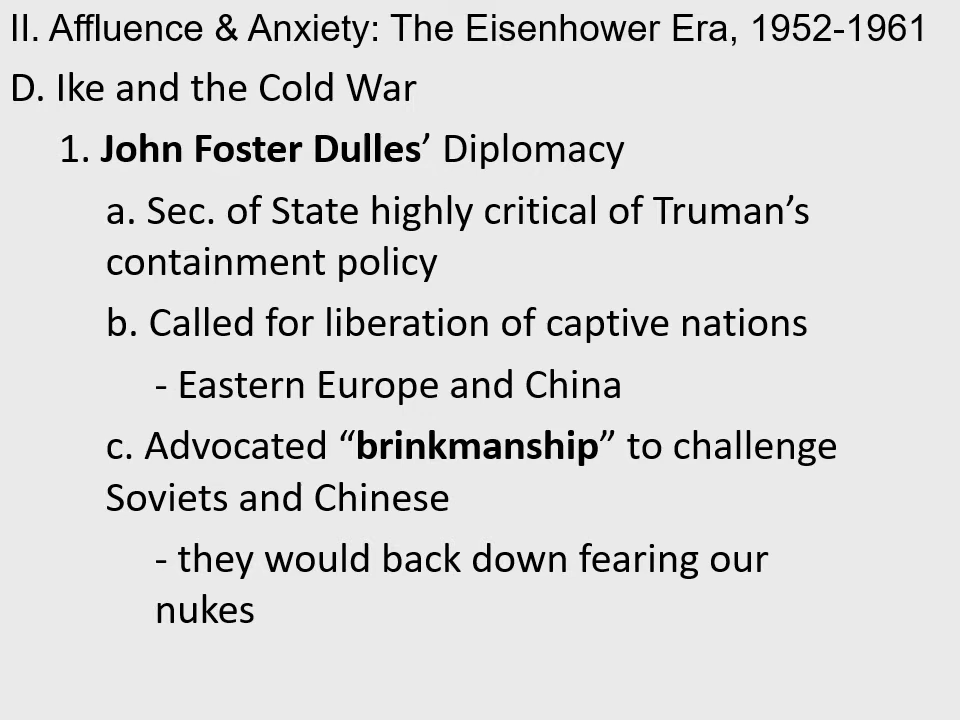 II. Affluence & Anxiety: The Eisenhower Era, 1952-1961
D. Ike and the Cold War
1. John Foster Dulles’ Diplomacy
a. Sec. of State highly critical of Truman’s
containment policy
b. Called for liberation of captive nations
- Eastern Europe and China
c. Advocated “brinkmanship” to challenge
Soviets and Chinese
- they would back down fearing our
nukes